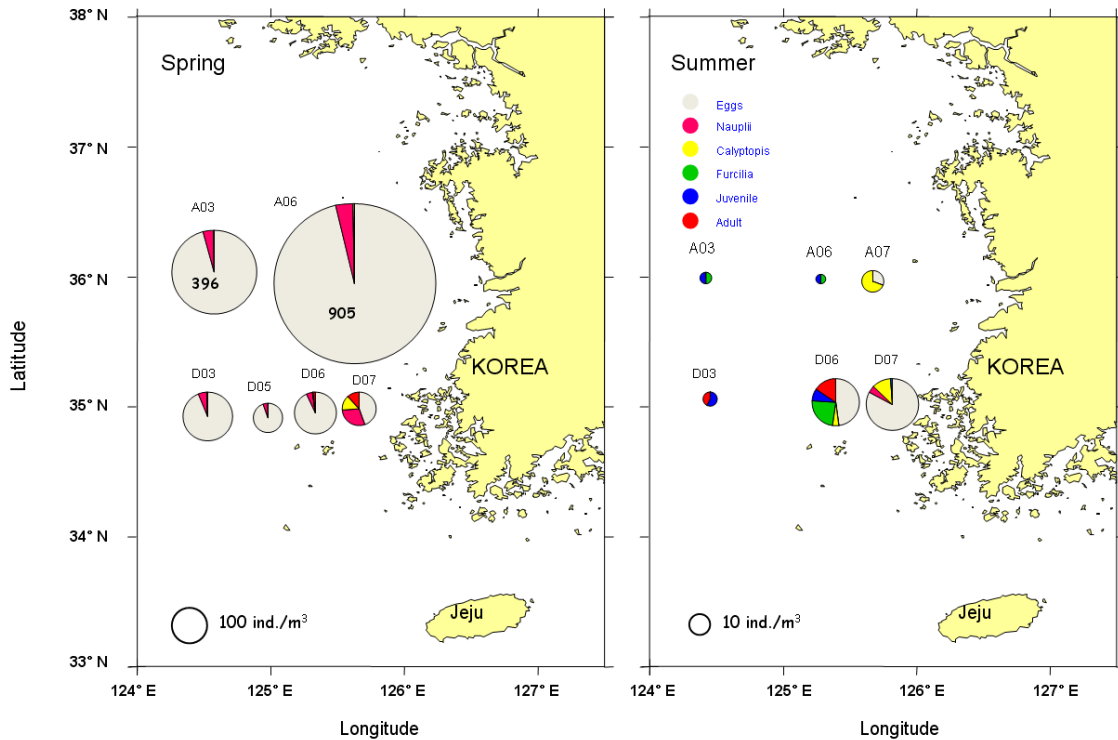 38° N
37° N
36° N
35° N
34° N
33° N
Latitude
Spring
A03
A06
396
905
D03
D05
D06
D07
KOREA
Jeju
100 ind./m³
124° E
125° E
126° E
127° E
Longitude
Summer
Eggs
Nauplii
Calyptopis
Furcilia
Juvenile
Adult
A03
A06
A07
D03
D06
D07
KOREA
Jeju
10 ind./m³
124° E
125° E
126° E
127° E
Longitude